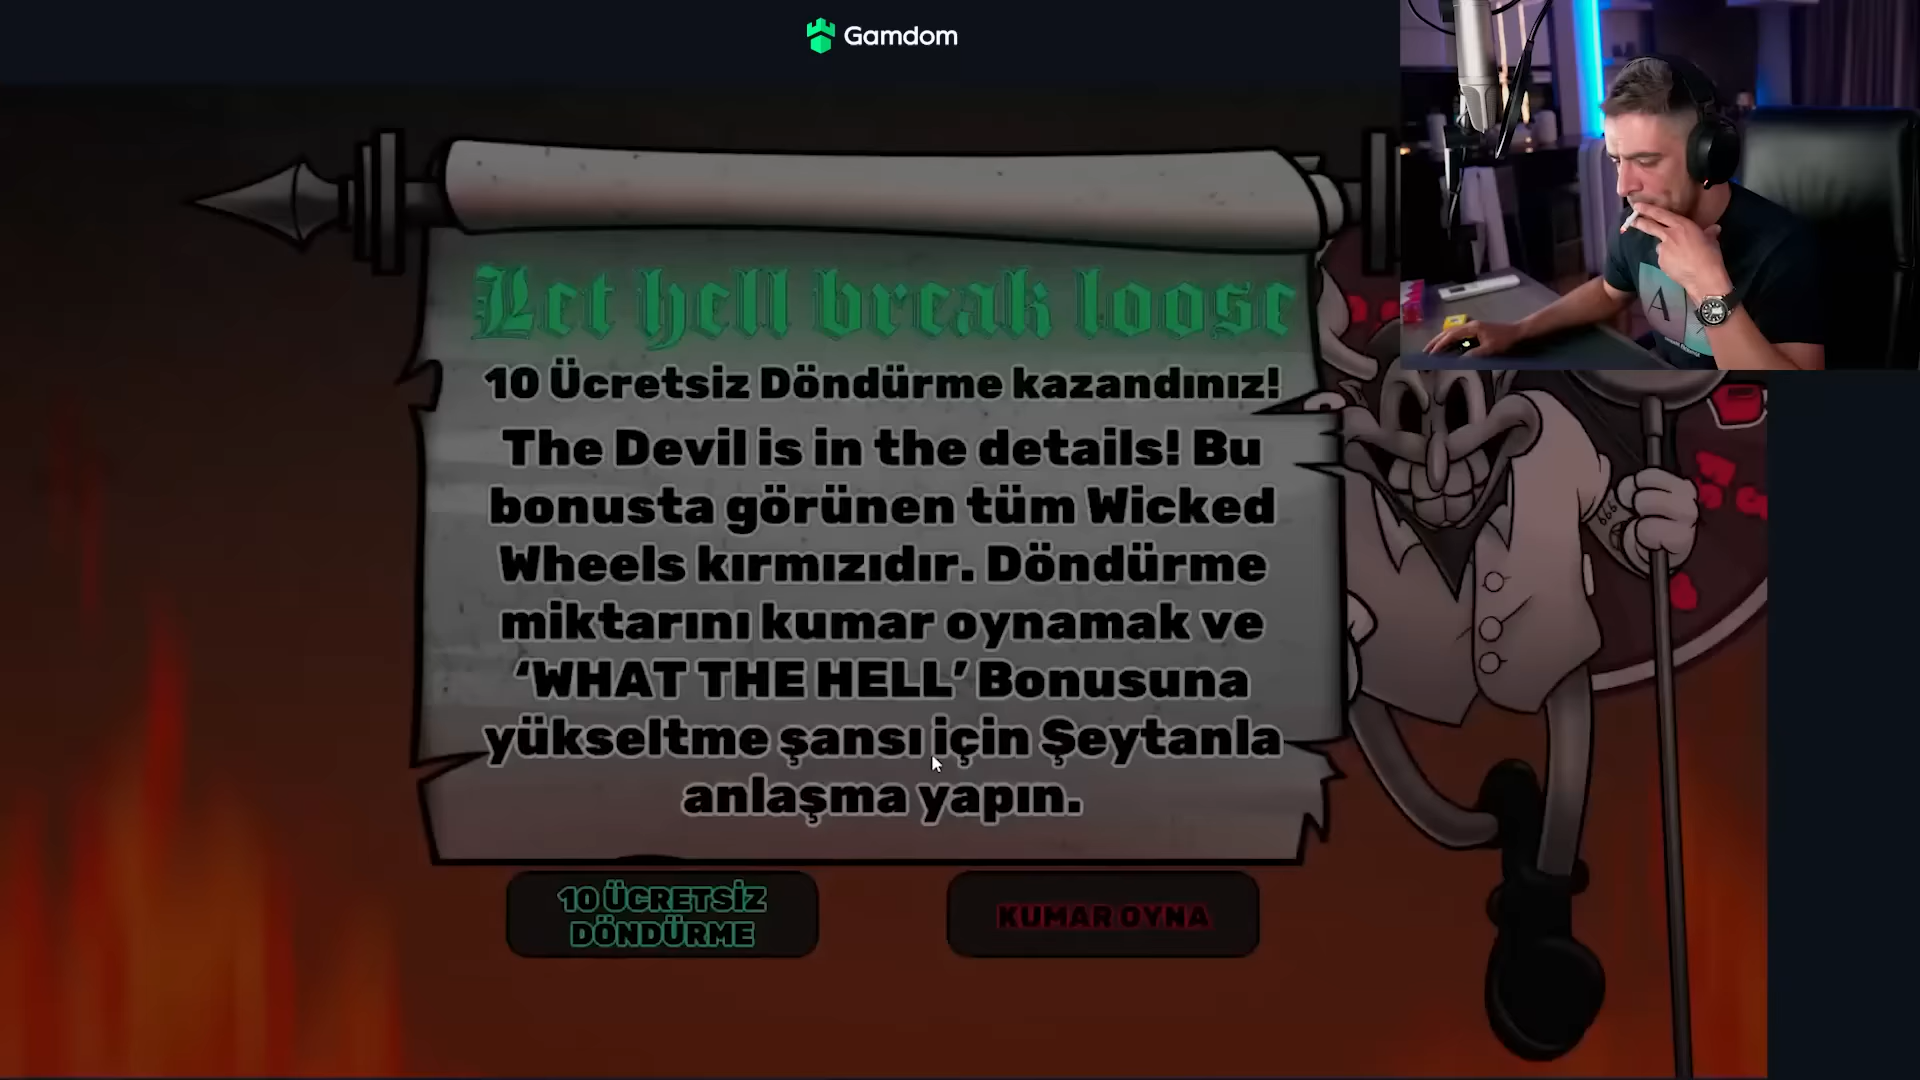 Gamdom
Let hell break loose
10 Ücretsiz Döndürme kazandınız!
The Devil is in the details! Bu
bonusta görünen tüm Wicked
Wheels kırmızıdır. Döndürme
miktarını kumar oynamak ve
‘WHAT THE HELL’ Bonusuna
yükseltme şansı için Şeytanla
anlaşma yapın.
10 ÜCRETSİZ
DÖNDÜRME
KUMAR OYNA
666
A